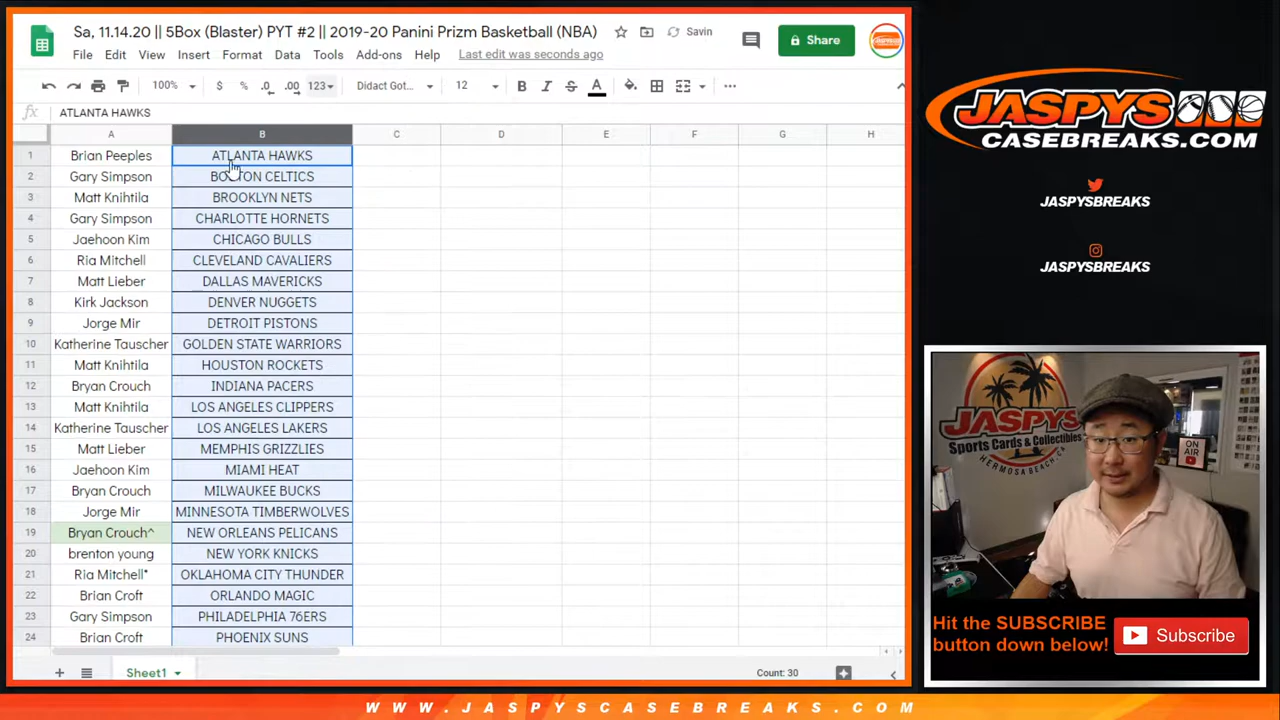 Sa, 11.14.20 || 5Box (Blaster) PYT #2 || 2019-20 Panini Prizm Basketball (NBA)
Savin
File Edit View Insert Format Data Tools Add-ons Help Last edit was seconds ago
Share
100% $ % .0 .00 123 Didact Got... 12 B I S A
fx ATLANTA HAWKS
A B C D E F G H
1 Brian Peeples ATLANTA HAWKS
2 Gary Simpson BOSTON CELTICS
3 Matt Knihtila BROOKLYN NETS
4 Gary Simpson CHARLOTTE HORNETS
5 Jaehoon Kim CHICAGO BULLS
6 Ria Mitchell CLEVELAND CAVALIERS
7 Matt Lieber DALLAS MAVERICKS
8 Kirk Jackson DENVER NUGGETS
9 Jorge Mir DETROIT PISTONS
10 Katherine Tauscher GOLDEN STATE WARRIORS
11 Matt Knihtila HOUSTON ROCKETS
12 Bryan Crouch INDIANA PACERS
13 Matt Knihtila LOS ANGELES CLIPPERS
14 Katherine Tauscher LOS ANGELES LAKERS
15 Matt Lieber MEMPHIS GRIZZLIES
16 Jaehoon Kim MIAMI HEAT
17 Bryan Crouch MILWAUKEE BUCKS
18 Jorge Mir MINNESOTA TIMBERWOLVES
19 Bryan Crouch^ NEW ORLEANS PELICANS
20 brenton young NEW YORK KNICKS
21 Ria Mitchell* OKLAHOMA CITY THUNDER
22 Brian Croft ORLANDO MAGIC
23 Gary Simpson PHILADELPHIA 76ERS
24 Brian Croft PHOENIX SUNS
Sheet1
Count: 30
JASPYS
CASEBREAKS.COM
JASPYSBREAKS
JASPYSBREAKS
JASPYS
Sports Cards & Collectibles
HERMOSA BEACH, CA
ON AIR
Hit the SUBSCRIBE
button down below!
Subscribe
WWW.JASPYSCASEBREAKS.COM